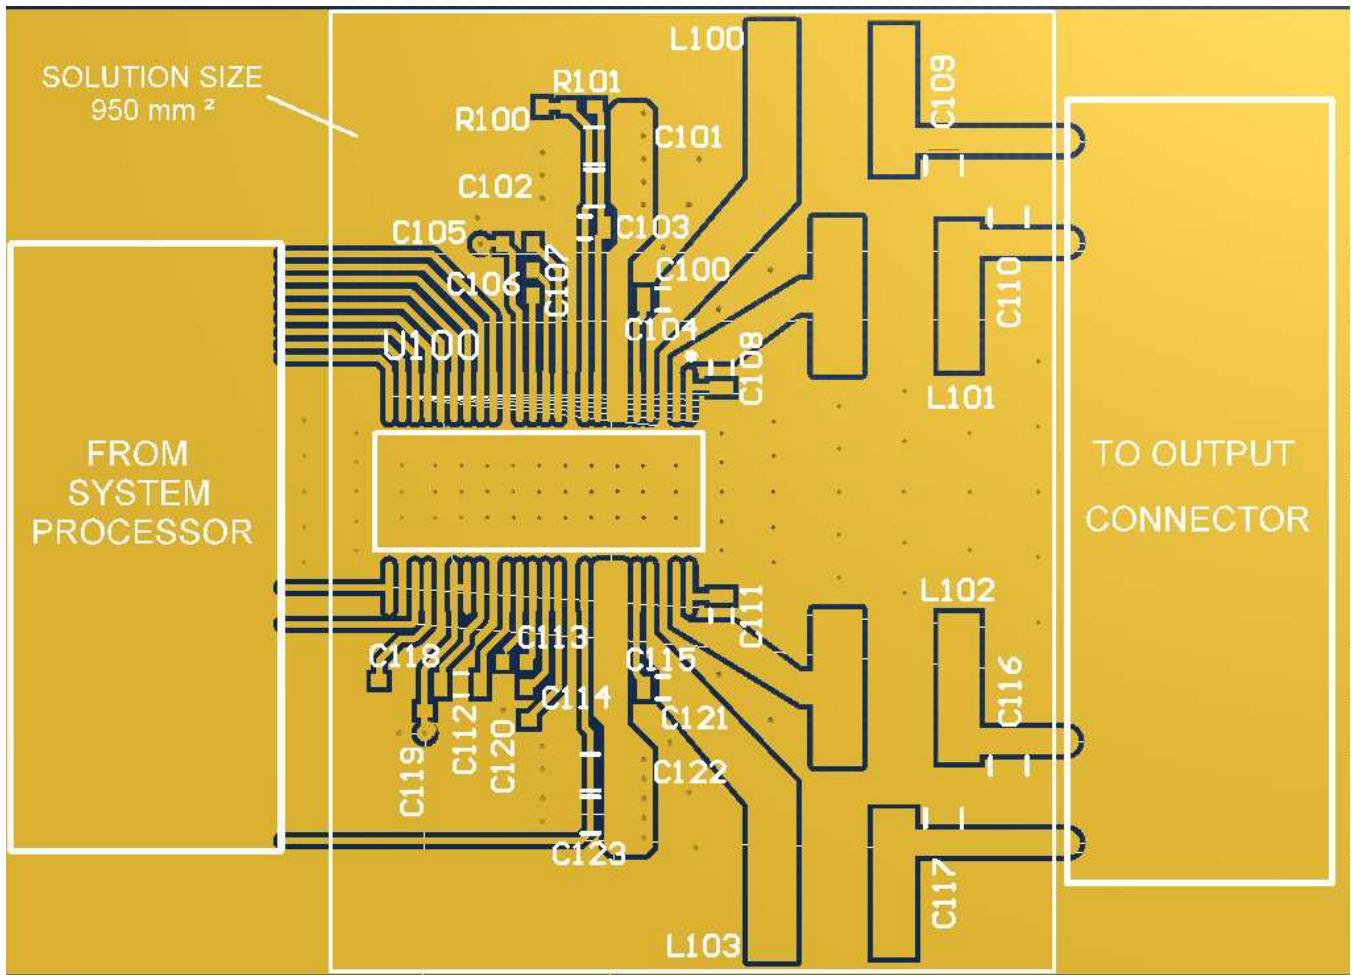 L100
SOLUTION SIZE
950 mm ²
R101
R100
C109
C101
C102
C105
C103
C106
C107
C100
C110
C104
U100
C108
L101
FROM
SYSTEM
PROCESSOR
TO OUTPUT
CONNECTOR
L102
C111
C118
C113
C115
C114
C121
C116
C112
C120
C119
C122
C123
C117
L103